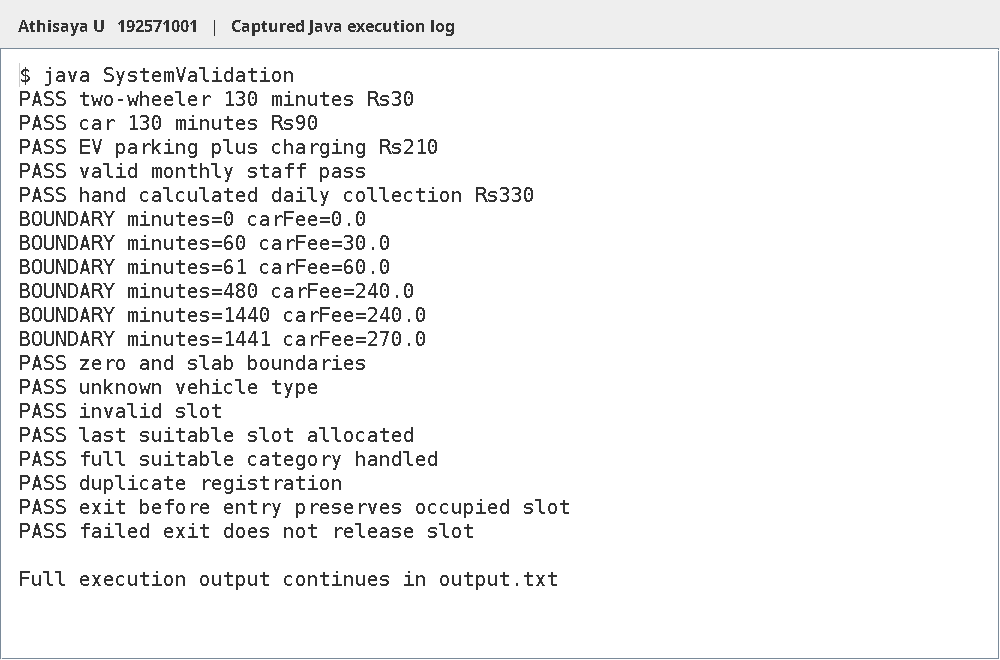 Athisaya U 192571001 | Captured Java execution log
$ java SystemValidation
PASS two-wheeler 130 minutes Rs30
PASS car 130 minutes Rs90
PASS EV parking plus charging Rs210
PASS valid monthly staff pass
PASS hand calculated daily collection Rs330
BOUNDARY minutes=0 carFee=0.0
BOUNDARY minutes=60 carFee=30.0
BOUNDARY minutes=61 carFee=60.0
BOUNDARY minutes=480 carFee=240.0
BOUNDARY minutes=1440 carFee=240.0
BOUNDARY minutes=1441 carFee=270.0
PASS zero and slab boundaries
PASS unknown vehicle type
PASS invalid slot
PASS last suitable slot allocated
PASS full suitable category handled
PASS duplicate registration
PASS exit before entry preserves occupied slot
PASS failed exit does not release slot
Full execution output continues in output.txt